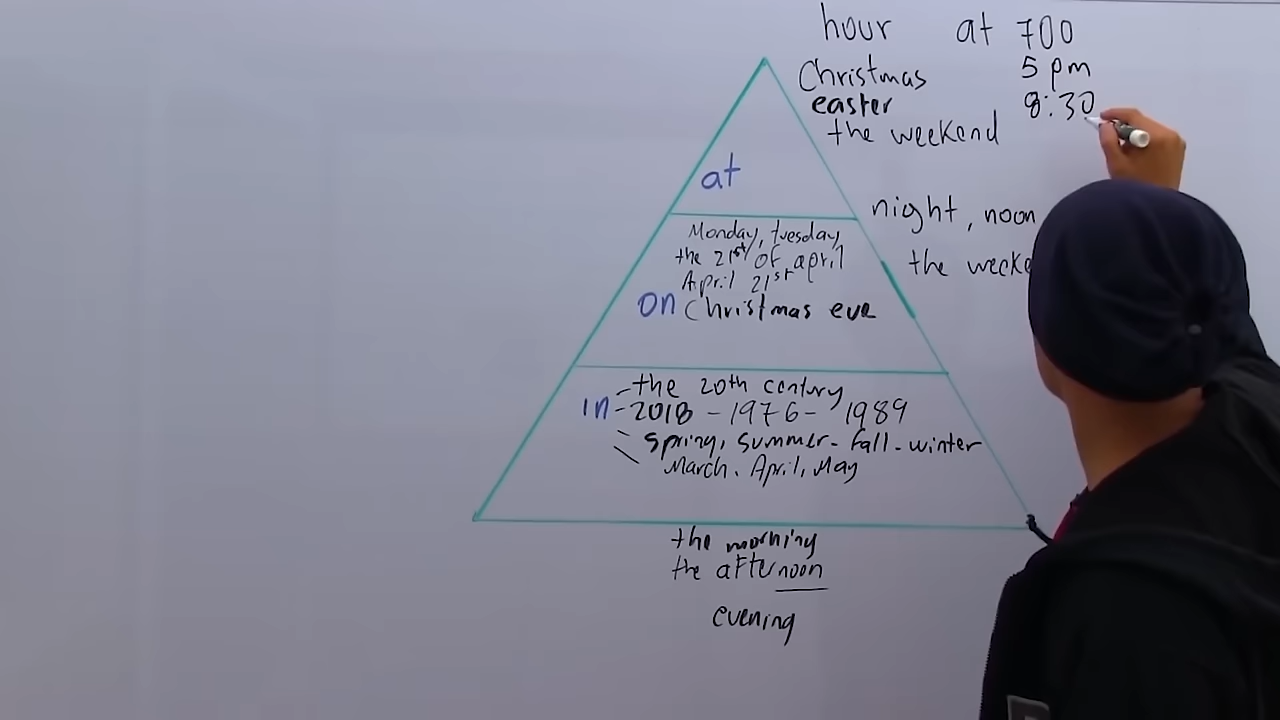 hour at 700
Christmas 5 pm
easter 8:30
the weekend
at
night, noon
Monday, tuesday,
the 21st of april
the
April 21st
on Christmas eve
the 20th century
in - 2018 - 1976 - 1989
spring, summer - fall - winter
March. April, May
the morning
the afternoon
evening